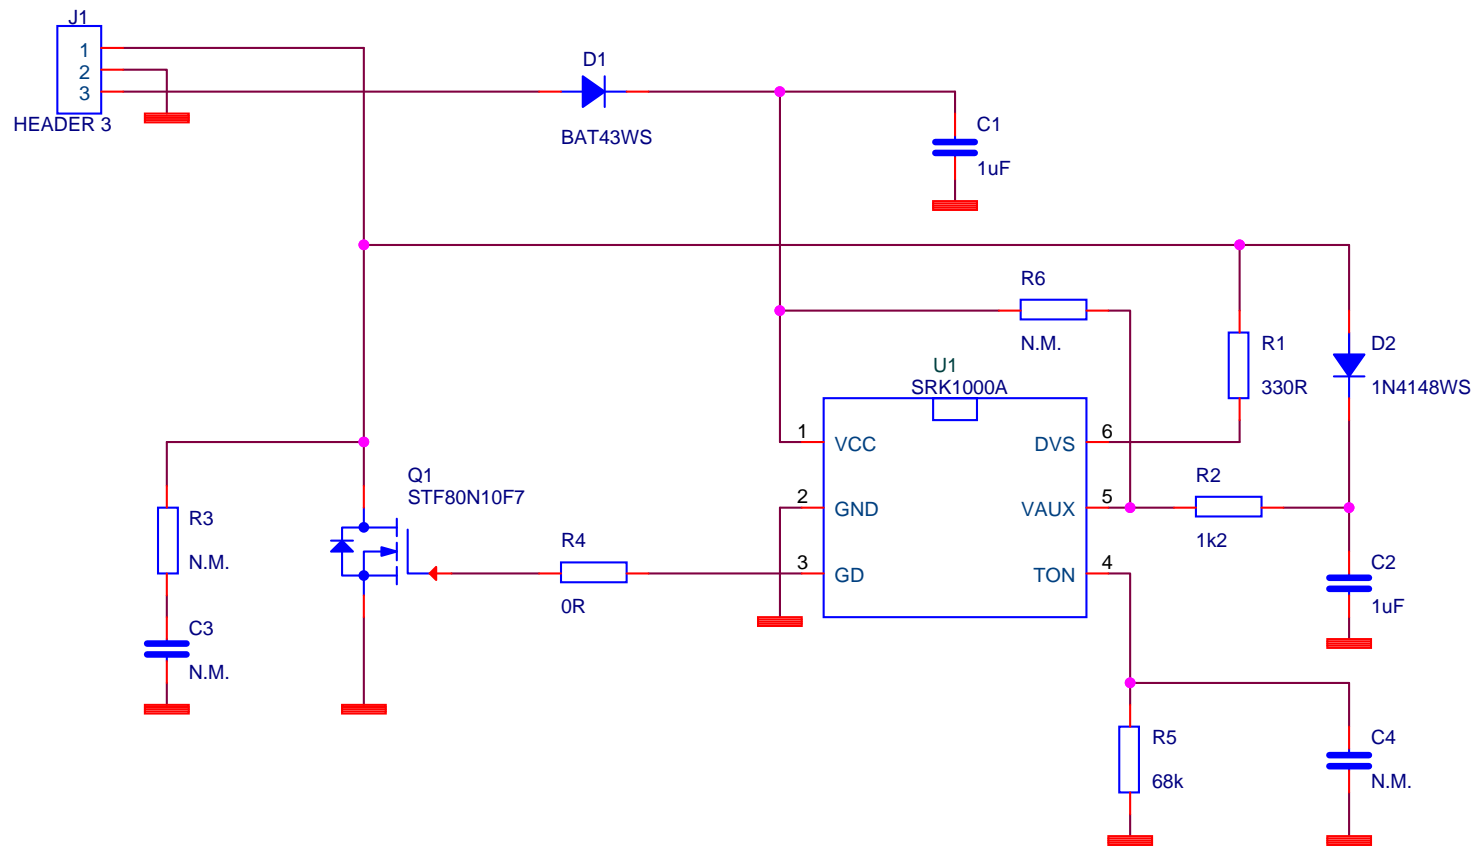 J1
1
2
3
HEADER 3
D1
BAT43WS
C1
1uF
R6
N.M.
R1
330R
D2
1N4148WS
U1
SRK1000A
1
VCC
6
DVS
2
GND
5
VAUX
3
GD
4
TON
R2
1k2
Q1
STF80N10F7
R3
N.M.
R4
0R
C2
1uF
C3
N.M.
R5
68k
C4
N.M.